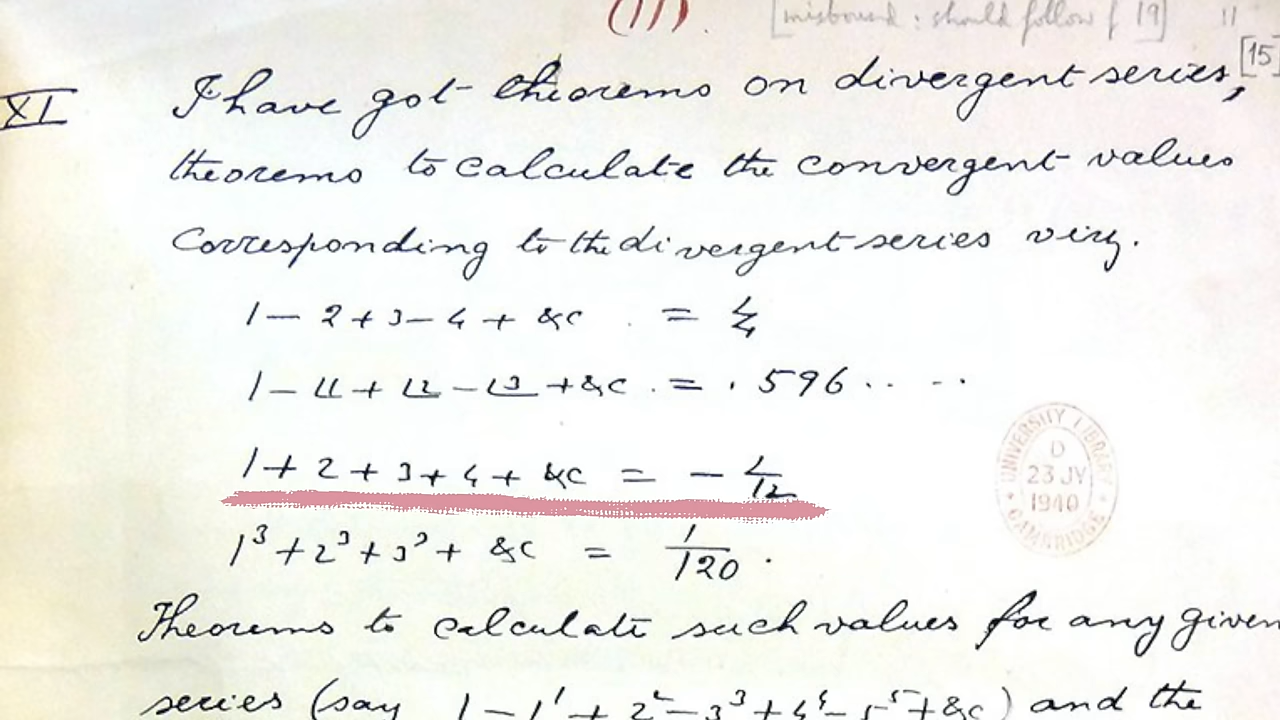 (11).
[misbound : should follow f 19] 11
[15]
XI I have got theorems on divergent series,
theorems to calculate the convergent values
corresponding to the divergent series viz.
1 − 2 + 3 − 4 + &c . = 1/4
1 − |1 + |2 − |3 + &c . = .596.. ...
1 + 2 + 3 + 4 + &c = − 1/12
1³ + 2³ + 3³ + &c = 1/120 .
UNIVERSITY LIBRARY
D
23 JY
1940
CAMBRIDGE
Theorems to calculate such values for any given
series (say 1 − 1¹ + 2² − 3³ + 4⁴ − 5⁵ + &c) and the